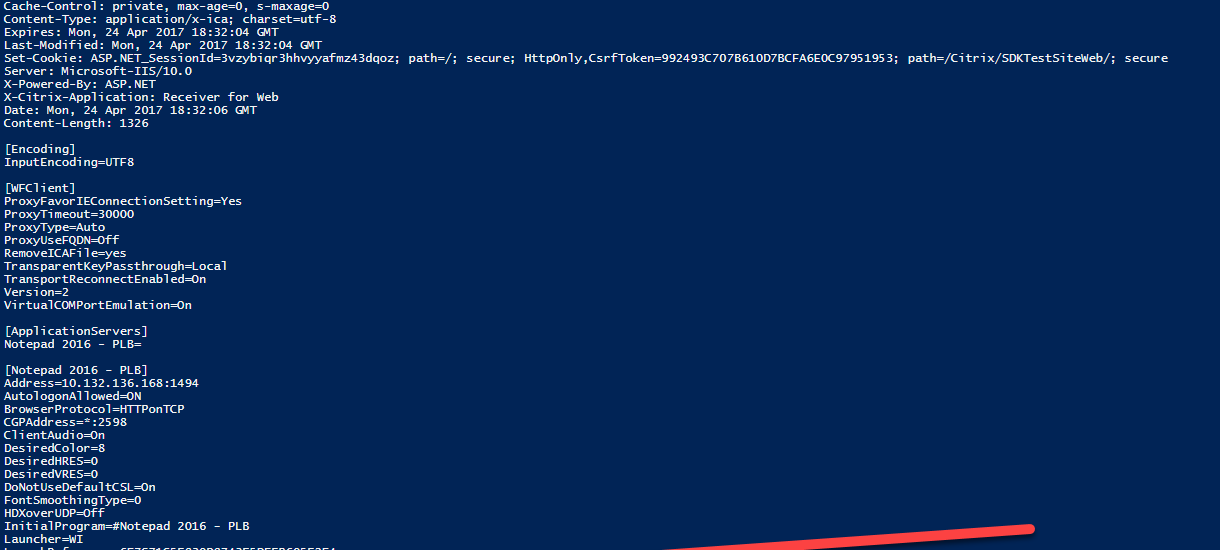 Cache-Control: private, max-age=0, s-maxage=0
Content-Type: application/x-ica; charset=utf-8
Expires: Mon, 24 Apr 2017 18:32:04 GMT
Last-Modified: Mon, 24 Apr 2017 18:32:04 GMT
Set-Cookie: ASP.NET_SessionId=3vzybiqr3hhvyyafmz43dqoz; path=/; secure; HttpOnly,CsrfToken=992493C707B610D7BCFA6E0C97951953; path=/Citrix/SDKTestSiteWeb/; secure
Server: Microsoft-IIS/10.0
X-Powered-By: ASP.NET
X-Citrix-Application: Receiver for Web
Date: Mon, 24 Apr 2017 18:32:06 GMT
Content-Length: 1326
[Encoding]
InputEncoding=UTF8
[WFClient]
ProxyFavorIEConnectionSetting=Yes
ProxyTimeout=30000
ProxyType=Auto
ProxyUseFQDN=Off
RemoveICAFile=yes
TransparentKeyPassthrough=Local
TransportReconnectEnabled=On
Version=2
VirtualCOMPortEmulation=On
[ApplicationServers]
Notepad 2016 - PLB=
[Notepad 2016 - PLB]
Address=10.132.136.168:1494
AutologonAllowed=ON
BrowserProtocol=HTTPonTCP
CGPAddress=*:2598
ClientAudio=On
DesiredColor=8
DesiredHRES=0
DesiredVRES=0
DoNotUseDefaultCSL=On
FontSmoothingType=0
HDXoverUDP=Off
InitialProgram=#Notepad 2016 - PLB
Launcher=WI